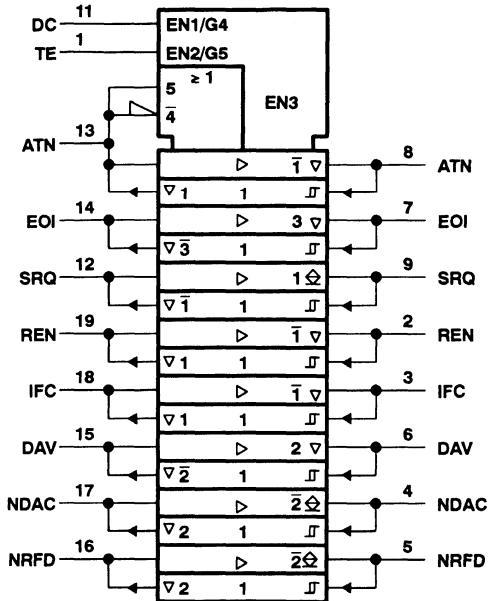 DC 11 EN1/G4
TE 1 EN2/G5
≥ 1
5 EN3
4̅
ATN 13 ▷ 1̅ ▽ 8 ATN
▽ 1 1
EOI 14 ▷ 3 ▽ 7 EOI
▽ 3̅ 1
SRQ 12 ▷ 1 9 SRQ
▽ 1̅ 1
REN 19 ▷ 1̅ ▽ 2 REN
▽ 1 1
IFC 18 ▷ 1̅ ▽ 3 IFC
▽ 1 1
DAV 15 ▷ 2 ▽ 6 DAV
▽ 2̅ 1
NDAC 17 ▷ 2̅ 4 NDAC
▽ 2 1
NRFD 16 ▷ 2̅ 5 NRFD
▽ 2 1